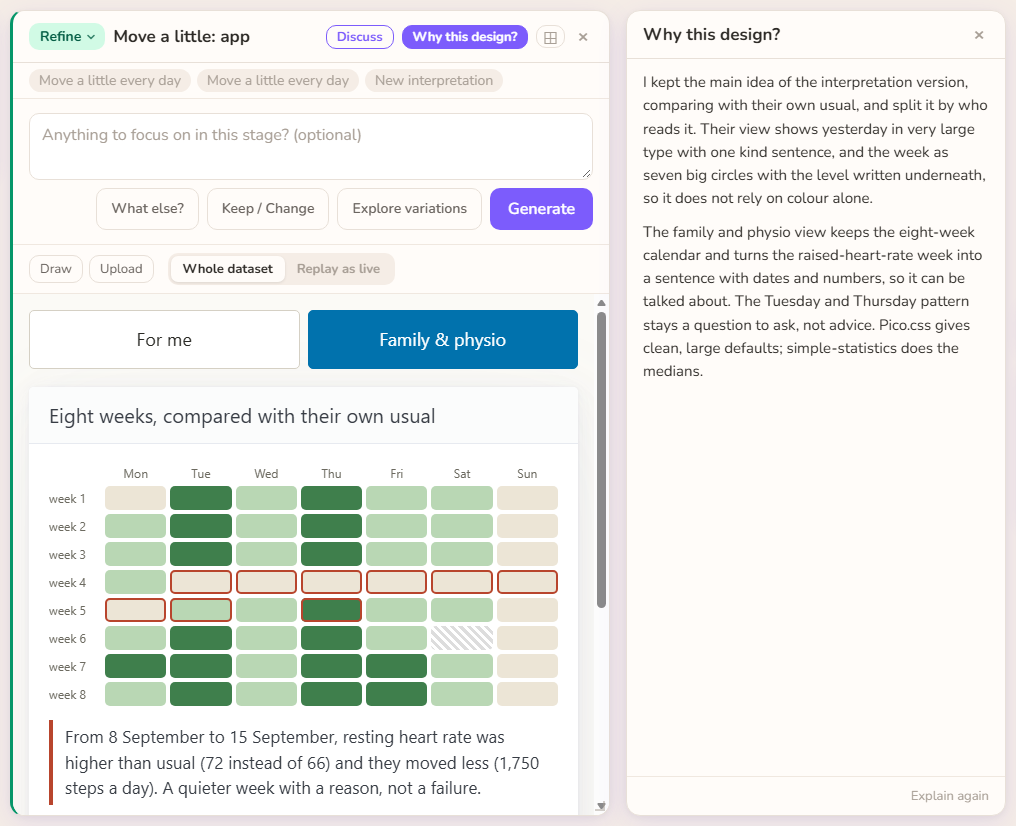 Refine Move a little: app Discuss Why this design?
Move a little every day Move a little every day New interpretation
Anything to focus on in this stage? (optional)
What else? Keep / Change Explore variations Generate
Draw Upload Whole dataset Replay as live
For me Family & physio
Eight weeks, compared with their own usual
Mon Tue Wed Thu Fri Sat Sun
week 1
week 2
week 3
week 4
week 5
week 6
week 7
week 8
From 8 September to 15 September, resting heart rate was
higher than usual (72 instead of 66) and they moved less (1,750
steps a day). A quieter week with a reason, not a failure.
Why this design?
I kept the main idea of the interpretation version,
comparing with their own usual, and split it by who
reads it. Their view shows yesterday in very large
type with one kind sentence, and the week as
seven big circles with the level written underneath,
so it does not rely on colour alone.
The family and physio view keeps the eight-week
calendar and turns the raised-heart-rate week into
a sentence with dates and numbers, so it can be
talked about. The Tuesday and Thursday pattern
stays a question to ask, not advice. Pico.css gives
clean, large defaults; simple-statistics does the
medians.
Explain again